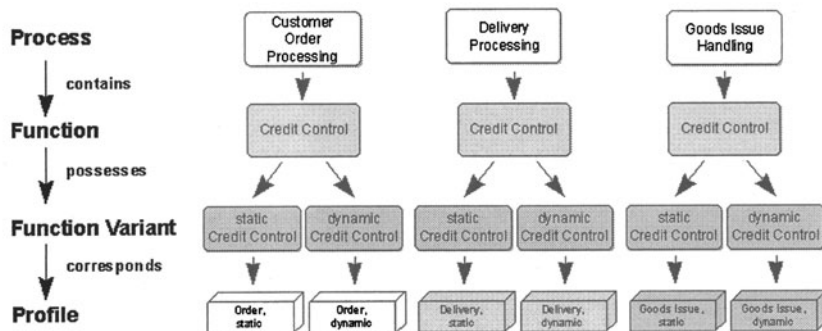 Process
contains
Function
possesses
Function Variant
corresponds
Profile
Customer
Order
Processing
Delivery
Processing
Goods Issue
Handling
Credit Control
Credit Control
Credit Control
static
Credit Control
dynamic
Credit Control
static
Credit Control
dynamic
Credit Control
static
Credit Control
dynamic
Credit Control
Order,
static
Order,
dynamic
Delivery,
static
Delivery,
dynamic
Goods Issue,
static
Goods Issue,
dynamic